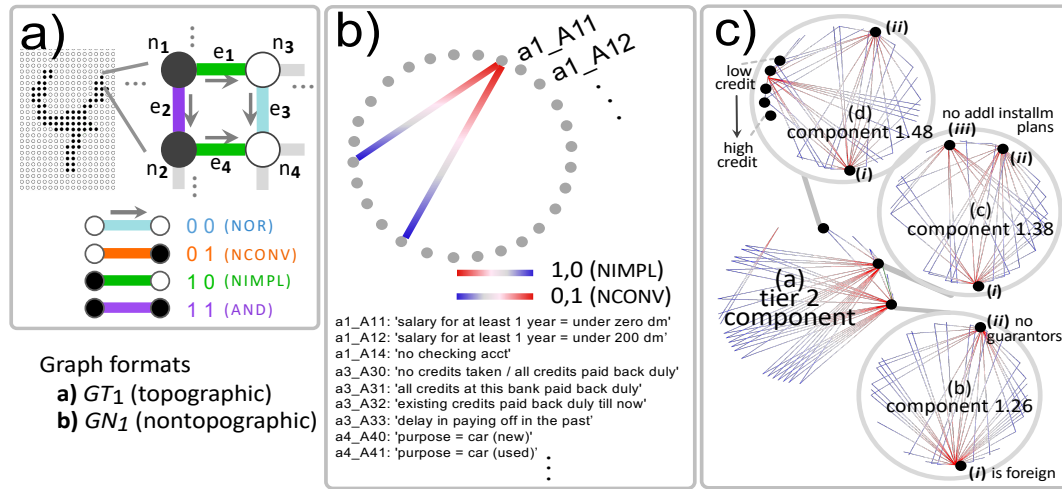 a)
n1
e1
n3
e2
e3
n2
e4
n4
0 0 (NOR)
0 1 (NCONV)
1 0 (NIMPL)
1 1 (AND)
Graph formats
a) GT1 (topographic)
b) GN1 (nontopographic)
b)
a1_A11
a1_A12
1,0 (NIMPL)
0,1 (NCONV)
a1_A11: 'salary for at least 1 year = under zero dm'
a1_A12: 'salary for at least 1 year = under 200 dm'
a1_A14: 'no checking acct'
a3_A30: 'no credits taken / all credits paid back duly'
a3_A31: 'all credits at this bank paid back duly'
a3_A32: 'existing credits paid back duly till now'
a3_A33: 'delay in paying off in the past'
a4_A40: 'purpose = car (new)'
a4_A41: 'purpose = car (used)'
c)
(ii)
low
credit
high
credit
(d)
component 1.48
(i)
no addl installm
plans
(iii)
(ii)
(c)
component 1.38
(i)
(a)
tier 2
component
(ii) no
guarantors
(b)
component 1.26
(i) is foreign